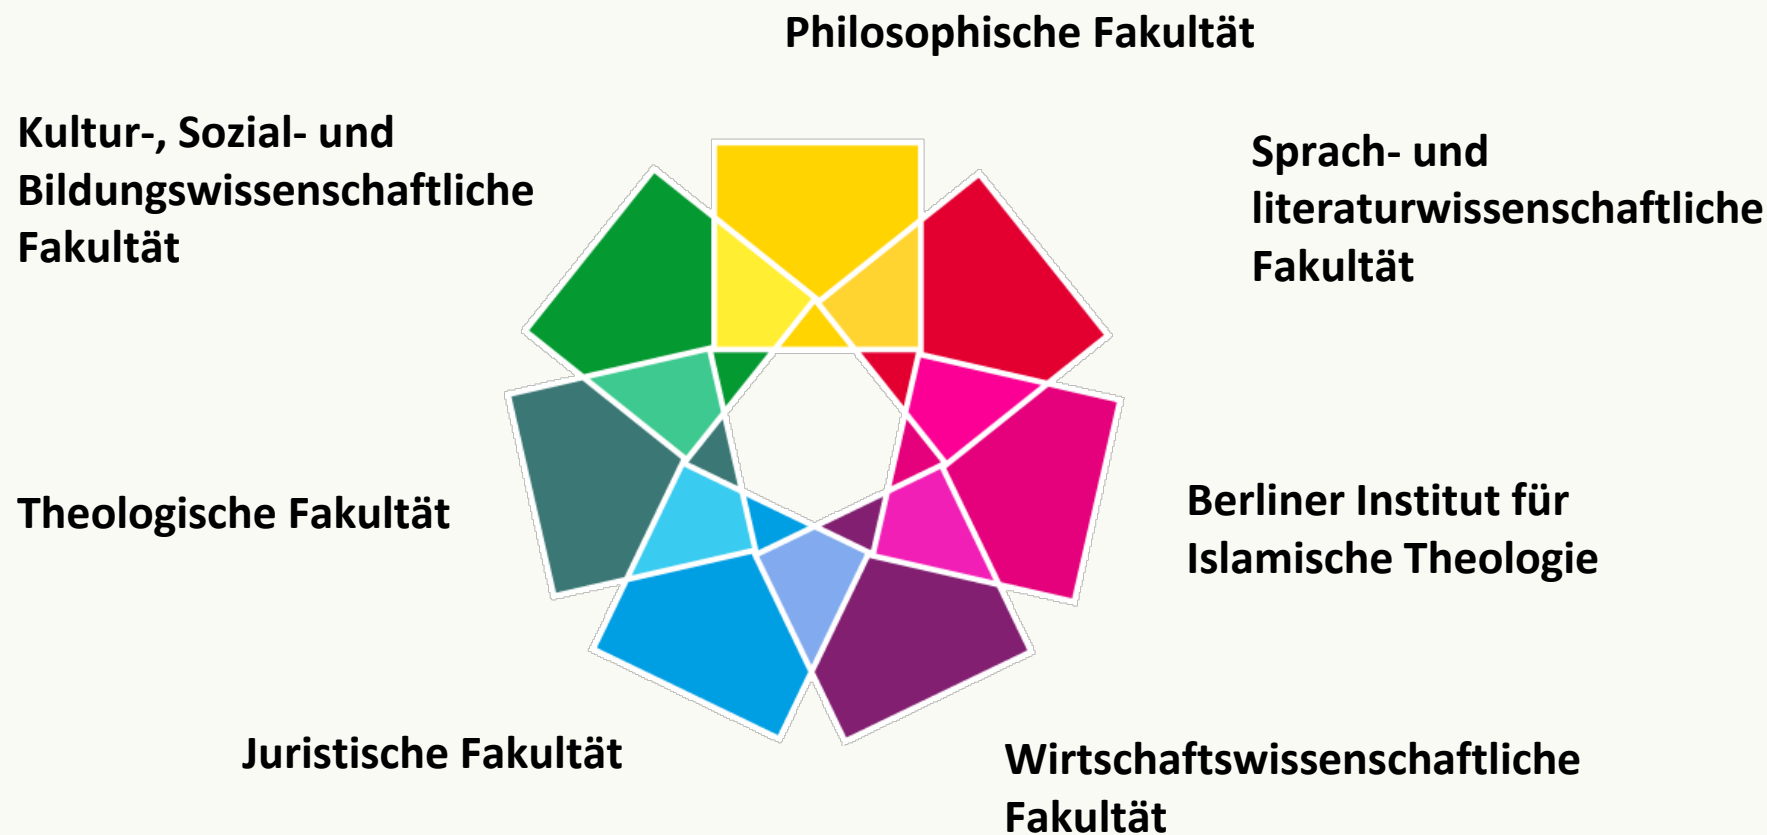 Philosophische Fakultät
Kultur-, Sozial- und
Bildungswissenschaftliche
Fakultät
Sprach- und
literaturwissenschaftliche
Fakultät
Theologische Fakultät
Berliner Institut für
Islamische Theologie
Juristische Fakultät
Wirtschaftswissenschaftliche
Fakultät